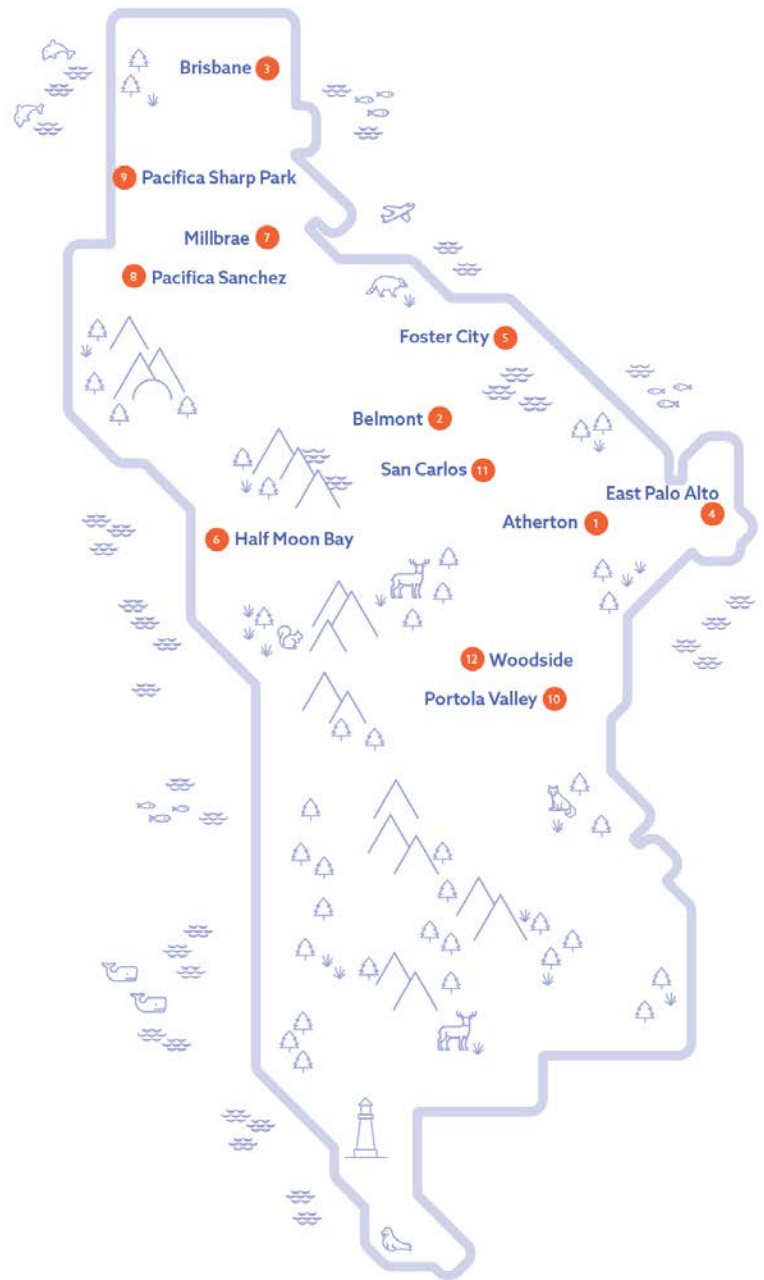 Brisbane 3
9 Pacifica Sharp Park
Millbrae 7
8 Pacifica Sanchez
Foster City 5
Belmont 2
San Carlos 11
East Palo Alto
4
Atherton 1
6 Half Moon Bay
12 Woodside
Portola Valley 10